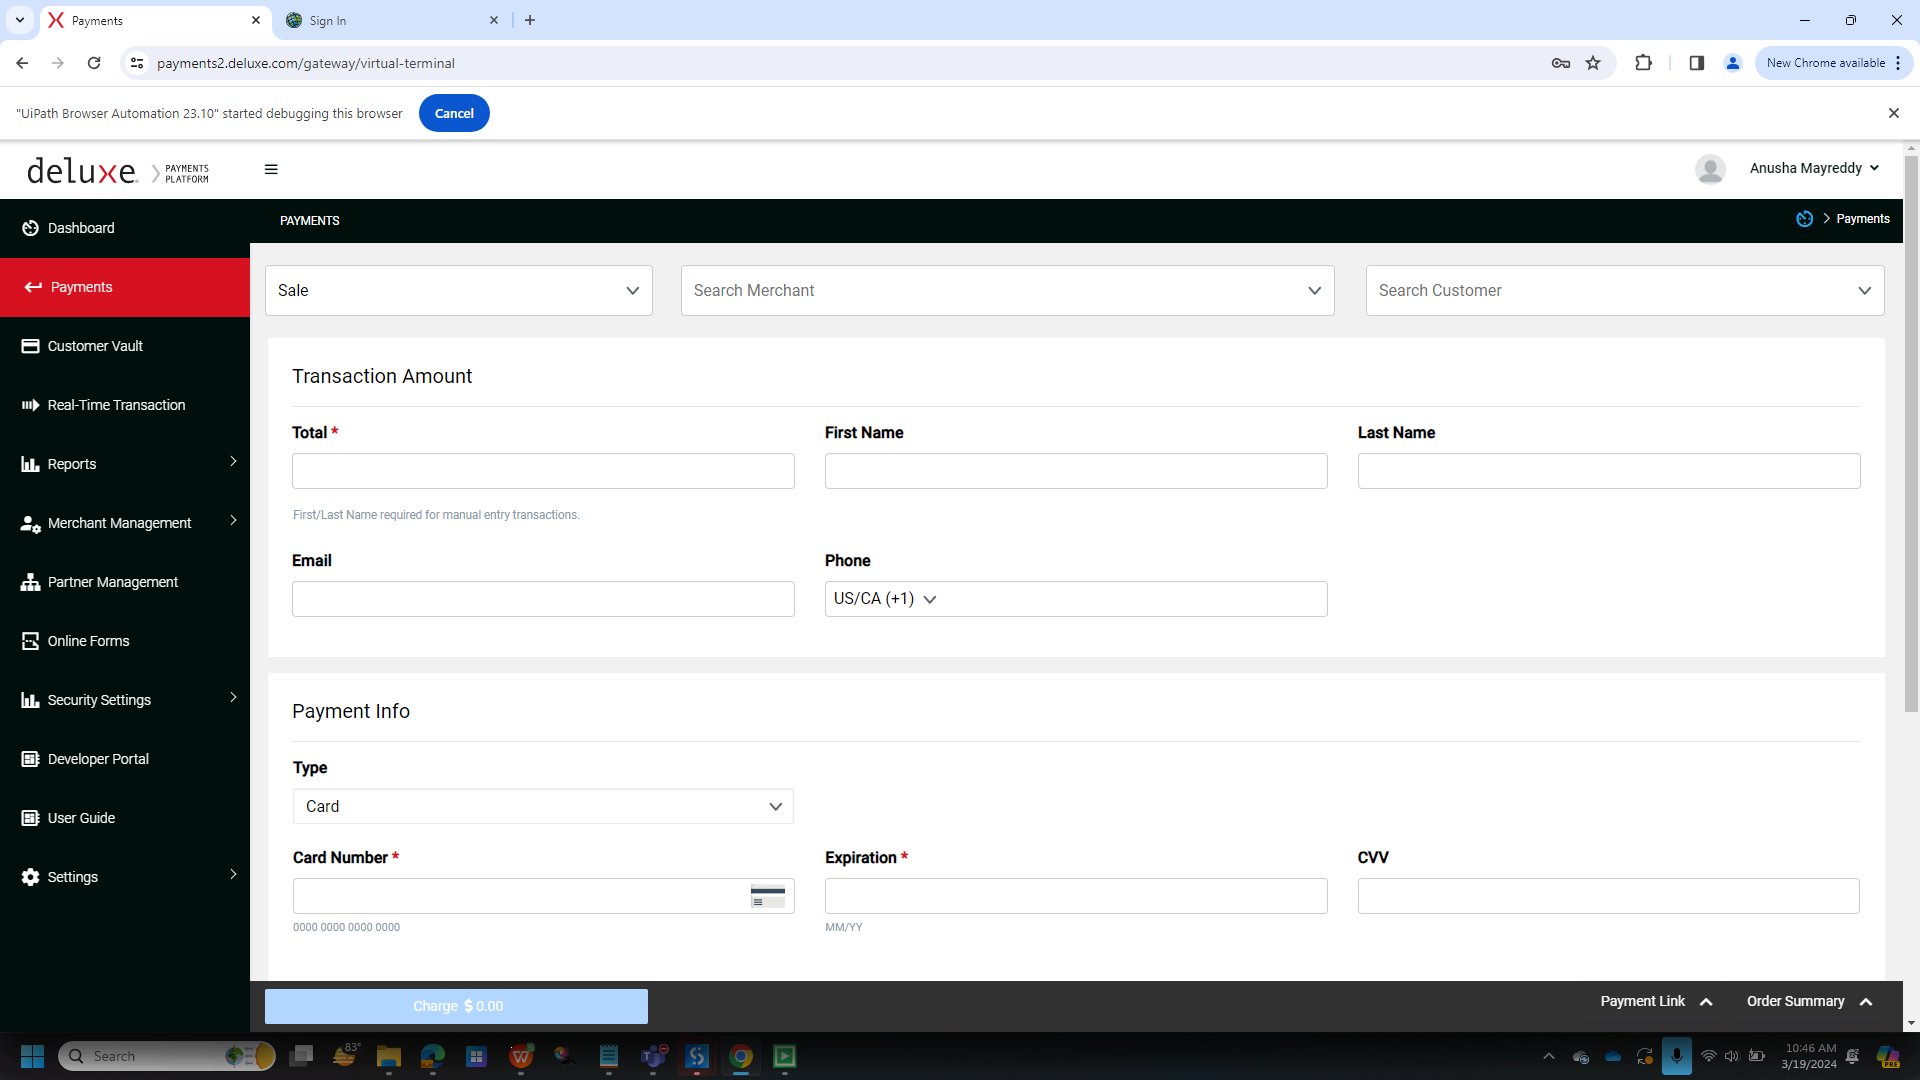 Payments
Sign In
payments2.deluxe.com/gateway/virtual-terminal
New Chrome available
"UiPath Browser Automation 23.10" started debugging this browser
Cancel
deluxe.
PAYMENTS
PLATFORM
Anusha Mayreddy
Dashboard
PAYMENTS
Payments
Payments
Sale
Search Merchant
Search Customer
Customer Vault
Transaction Amount
Real-Time Transaction
Total *
First Name
Last Name
Reports
First/Last Name required for manual entry transactions.
Merchant Management
Email
Phone
Partner Management
US/CA (+1)
Online Forms
Security Settings
Payment Info
Developer Portal
Type
Card
User Guide
Card Number *
Expiration *
CVV
Settings
0000 0000 0000 0000
MM/YY
Charge $ 0.00
Payment Link
Order Summary
Search
83°
10:46 AM
3/19/2024
PRE